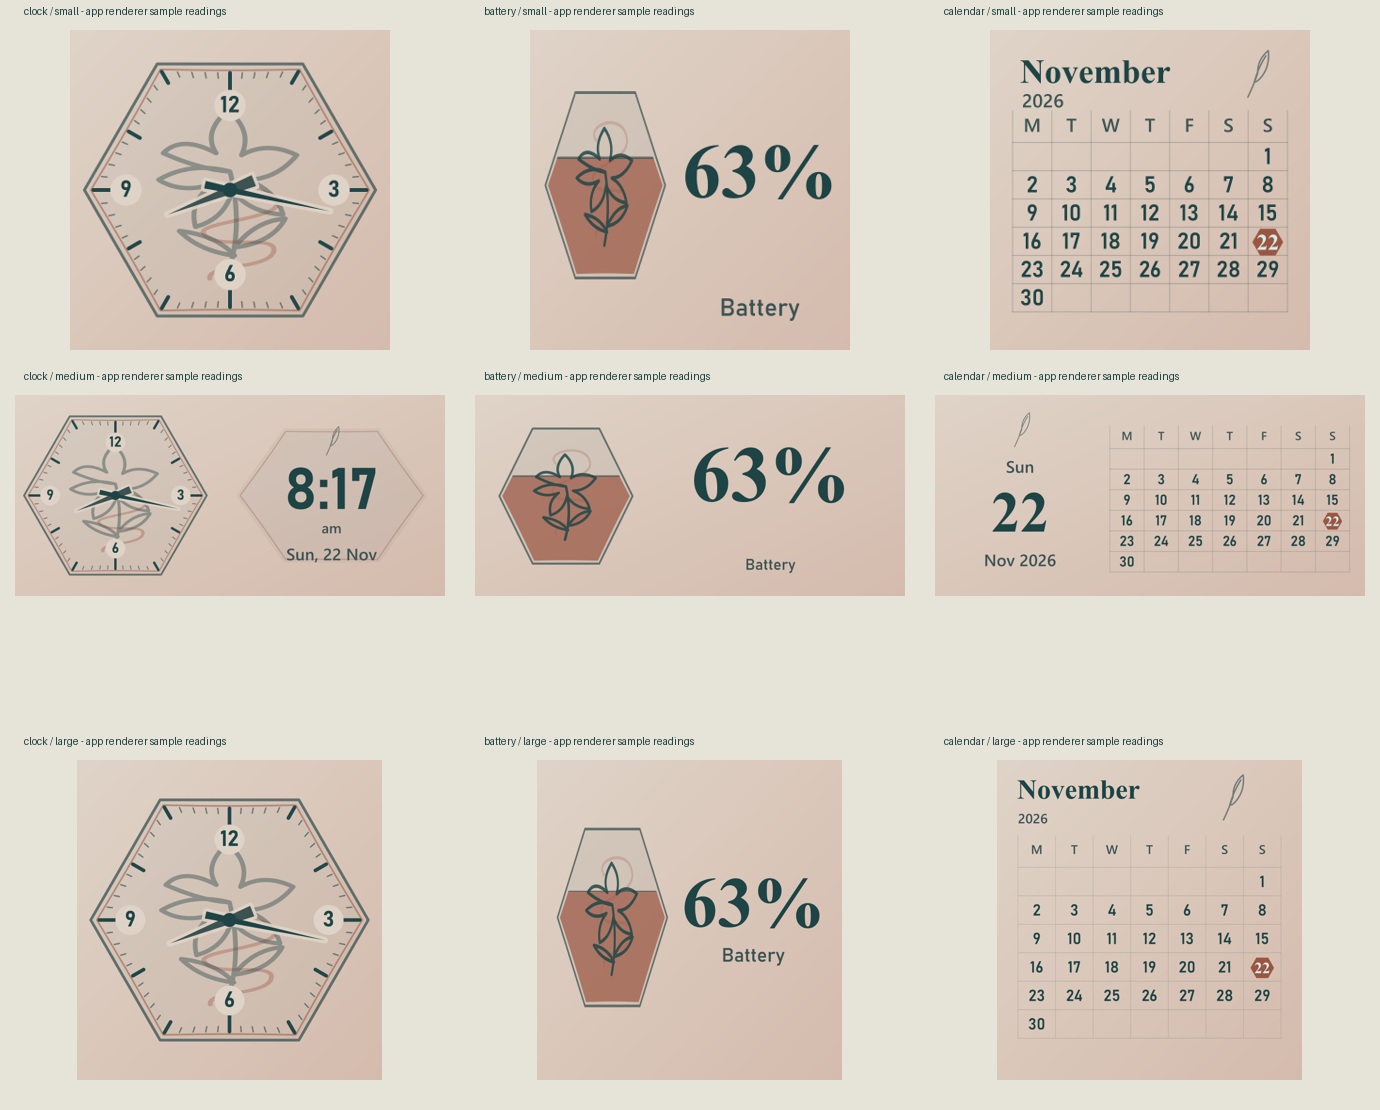 clock / small - app renderer sample readings
12
9
3
6
battery / small - app renderer sample readings
63%
Battery
calendar / small - app renderer sample readings
November
2026
M T W T F S S
1
2 3 4 5 6 7 8
9 10 11 12 13 14 15
16 17 18 19 20 21 22
23 24 25 26 27 28 29
30
clock / medium - app renderer sample readings
12
9
3
6
8:17
am
Sun, 22 Nov
battery / medium - app renderer sample readings
63%
Battery
calendar / medium - app renderer sample readings
Sun
22
Nov 2026
M T W T F S S
1
2 3 4 5 6 7 8
9 10 11 12 13 14 15
16 17 18 19 20 21 22
23 24 25 26 27 28 29
30
clock / large - app renderer sample readings
12
9
3
6
battery / large - app renderer sample readings
63%
Battery
calendar / large - app renderer sample readings
November
2026
M T W T F S S
1
2 3 4 5 6 7 8
9 10 11 12 13 14 15
16 17 18 19 20 21 22
23 24 25 26 27 28 29
30